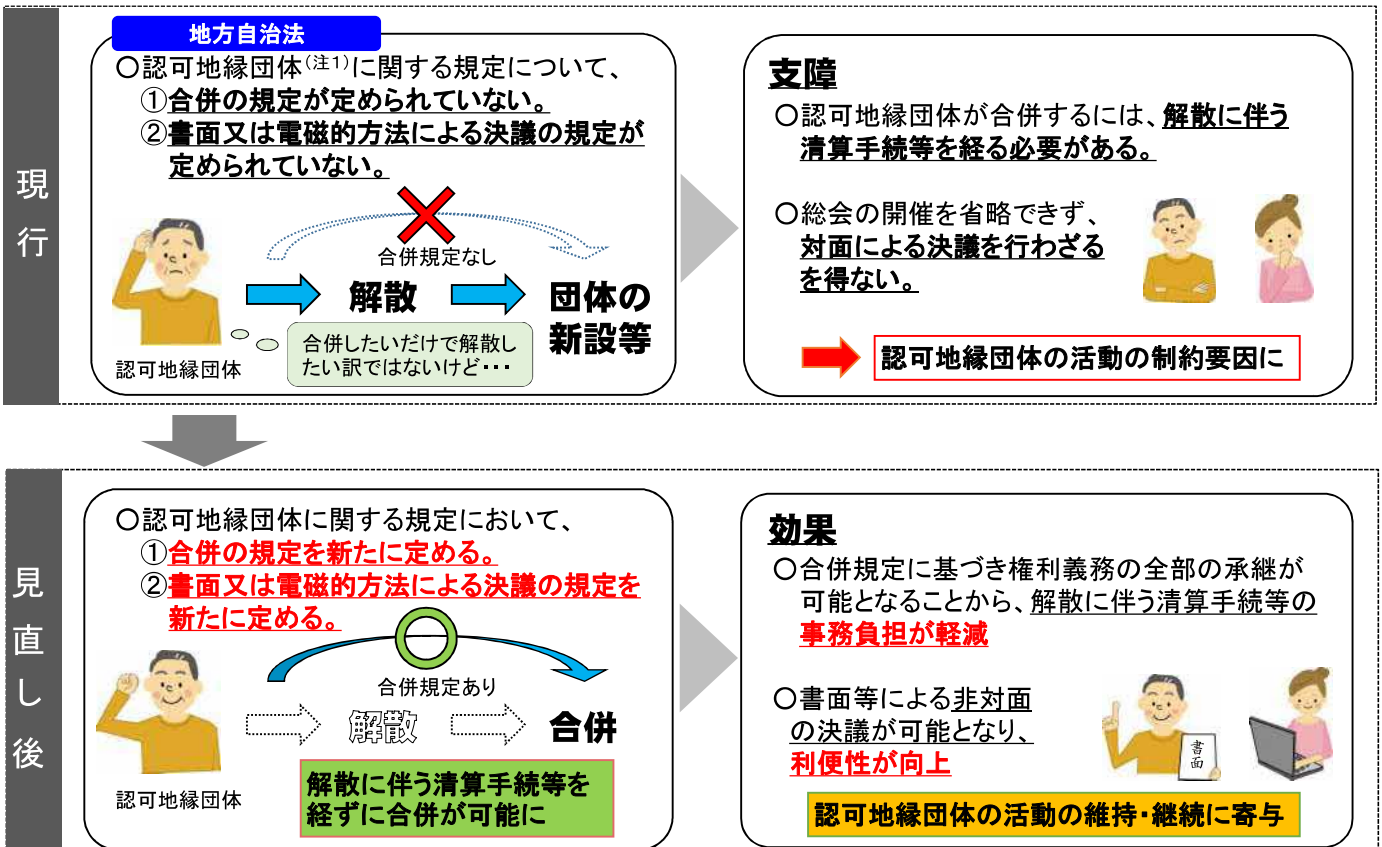 現行
地方自治法
〇認可地縁団体(注1)に関する規定について、
①合併の規定が定められていない。
②書面又は電磁的方法による決議の規定が
定められていない。
合併規定なし
解散
団体の
新設等
合併したいだけで解散し
たい訳ではないけど・・・
認可地縁団体
支障
〇認可地縁団体が合併するには、解散に伴う
清算手続等を経る必要がある。
〇総会の開催を省略できず、
対面による決議を行わざる
を得ない。
認可地縁団体の活動の制約要因に
見直し後
〇認可地縁団体に関する規定において、
①合併の規定を新たに定める。
②書面又は電磁的方法による決議の規定を
新たに定める。
合併規定あり
解散
合併
認可地縁団体
解散に伴う清算手続等を
経ずに合併が可能に
効果
〇合併規定に基づき権利義務の全部の承継が
可能となることから、解散に伴う清算手続等の
事務負担が軽減
〇書面等による非対面
の決議が可能となり、
利便性が向上
書面
認可地縁団体の活動の維持・継続に寄与